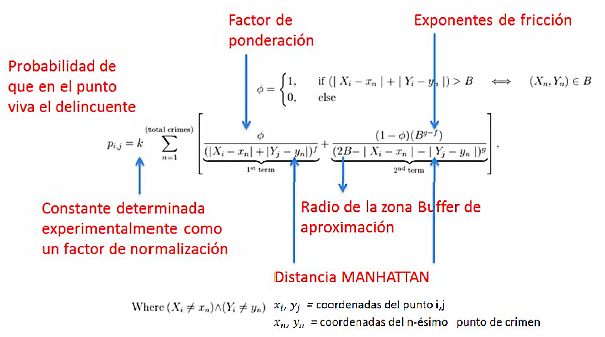 Factor de
ponderación
Exponentes de fricción
Probabilidad de
que en el punto
viva el delincuente
ϕ = { 1, if (| Xᵢ − xₙ | + | Yᵢ − yₙ |) > B ⟺ (Xₙ, Yₙ) ∈ B
0, else
pᵢ,ⱼ = k ∑ (total crimes) n=1 [ ϕ / (|Xᵢ − xₙ| + |Yⱼ − yₙ|)ᶠ + (1 − ϕ)(Bᵍ⁻ᶠ) / (2B− | Xᵢ − xₙ | − | Yⱼ − yₙ |)ᵍ ] ,
1st term 2nd term
Constante determinada
experimentalmente como
un factor de normalización
Radio de la zona Buffer de
aproximación
Distancia MANHATTAN
Where (Xᵢ ≠ xₙ)∧(Yᵢ ≠ yₙ) xᵢ, yⱼ = coordenadas del punto i,j
xₙ, yₙ = coordenadas del n-ésimo punto de crimen